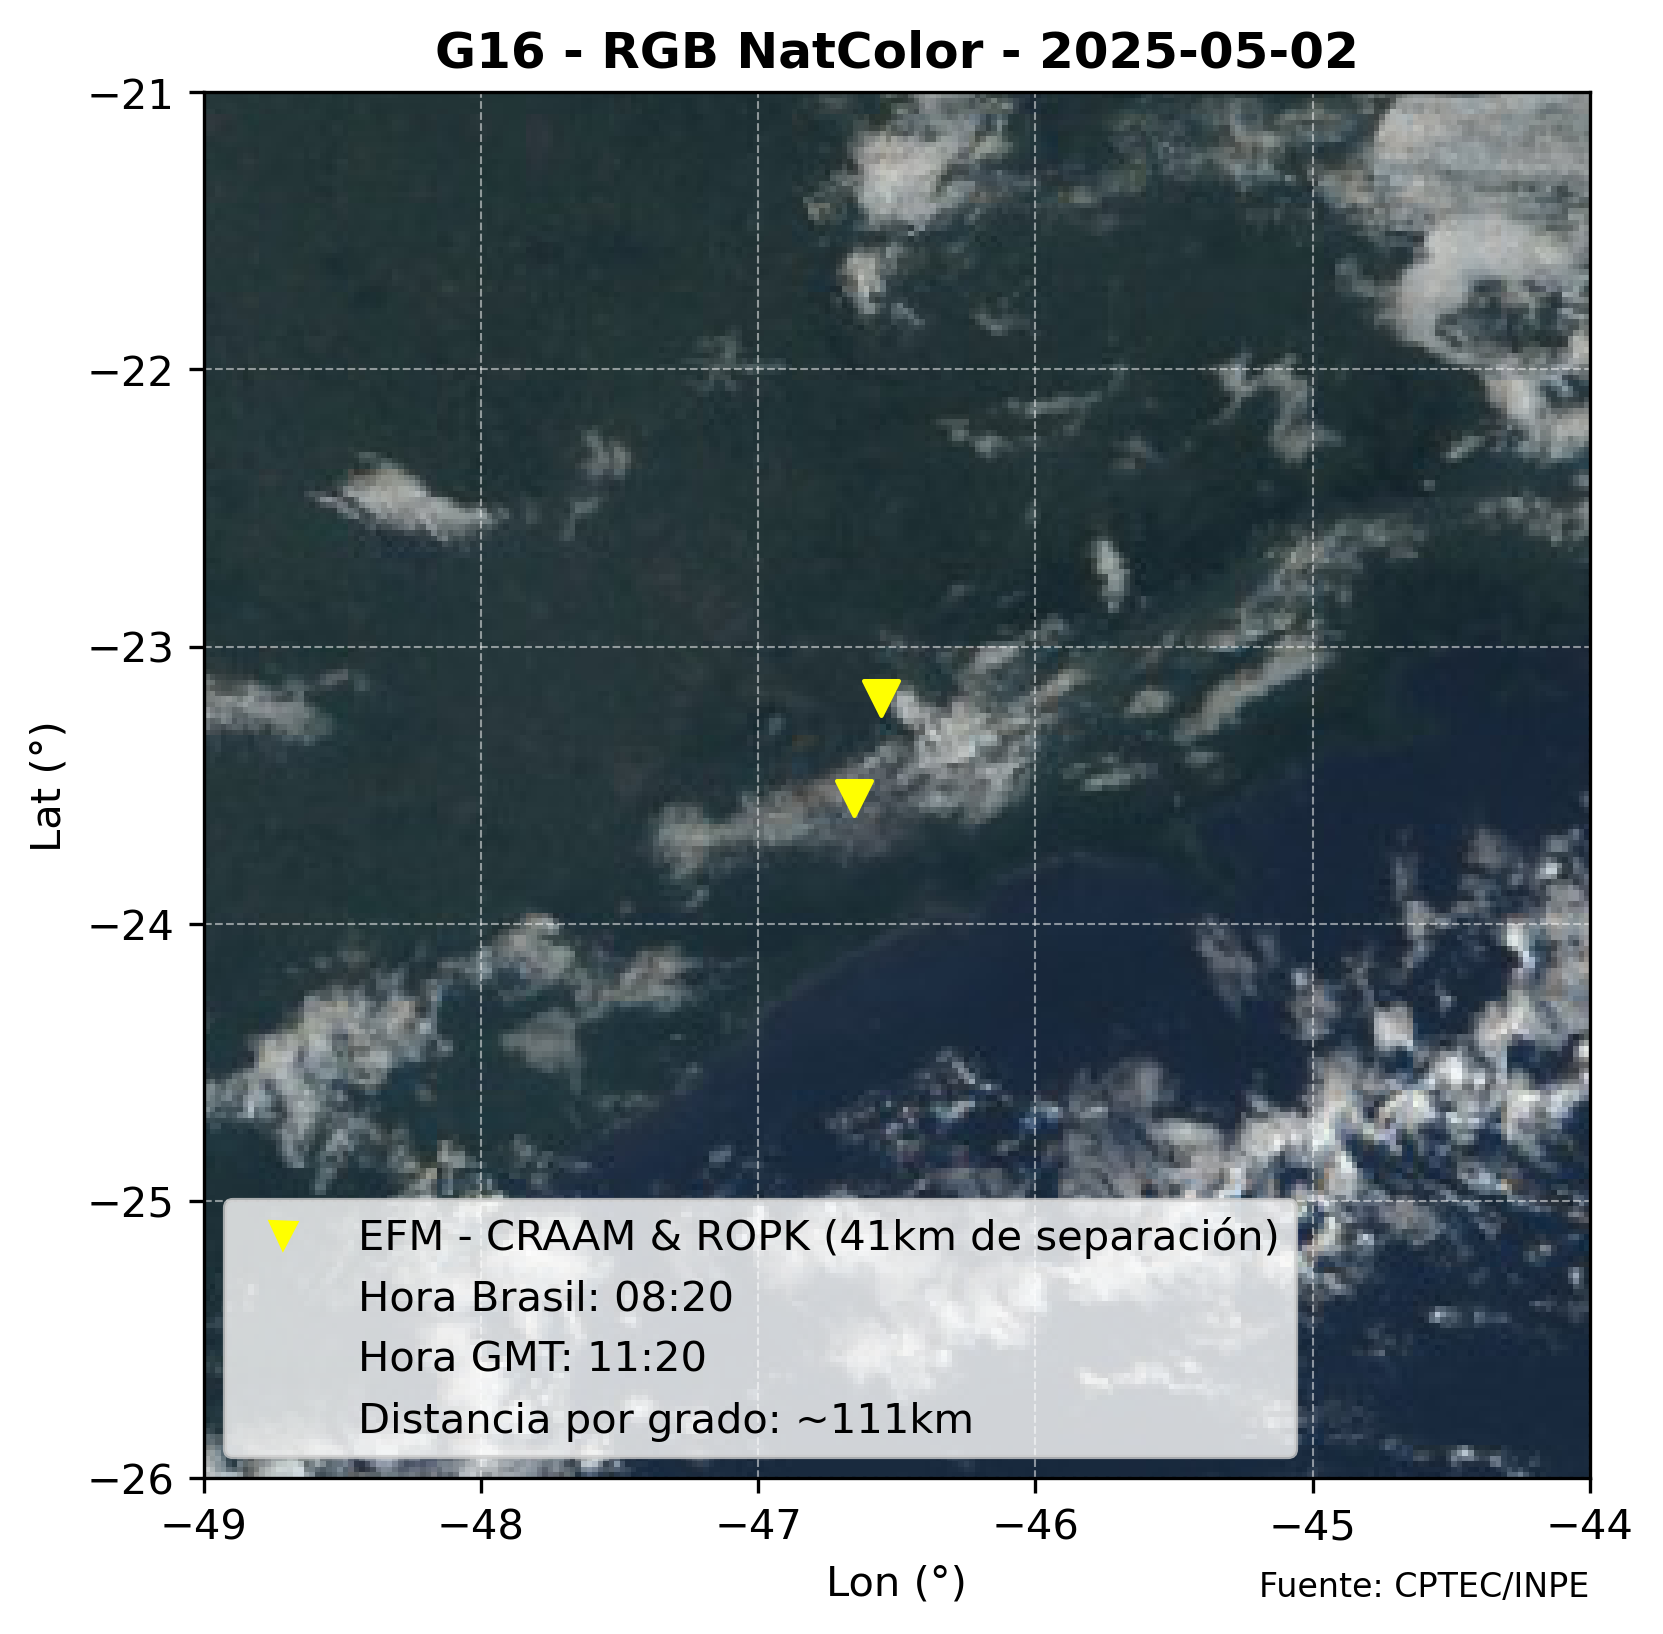 G16 - RGB NatColor - 2025-05-02
−21
−22
−23
−24
−25
−26
Lat (°)
EFM - CRAAM & ROPK (41km de separación)
Hora Brasil: 08:20
Hora GMT: 11:20
Distancia por grado: ~111km
−49
−48
−47
−46
−45
−44
Lon (°)
Fuente: CPTEC/INPE